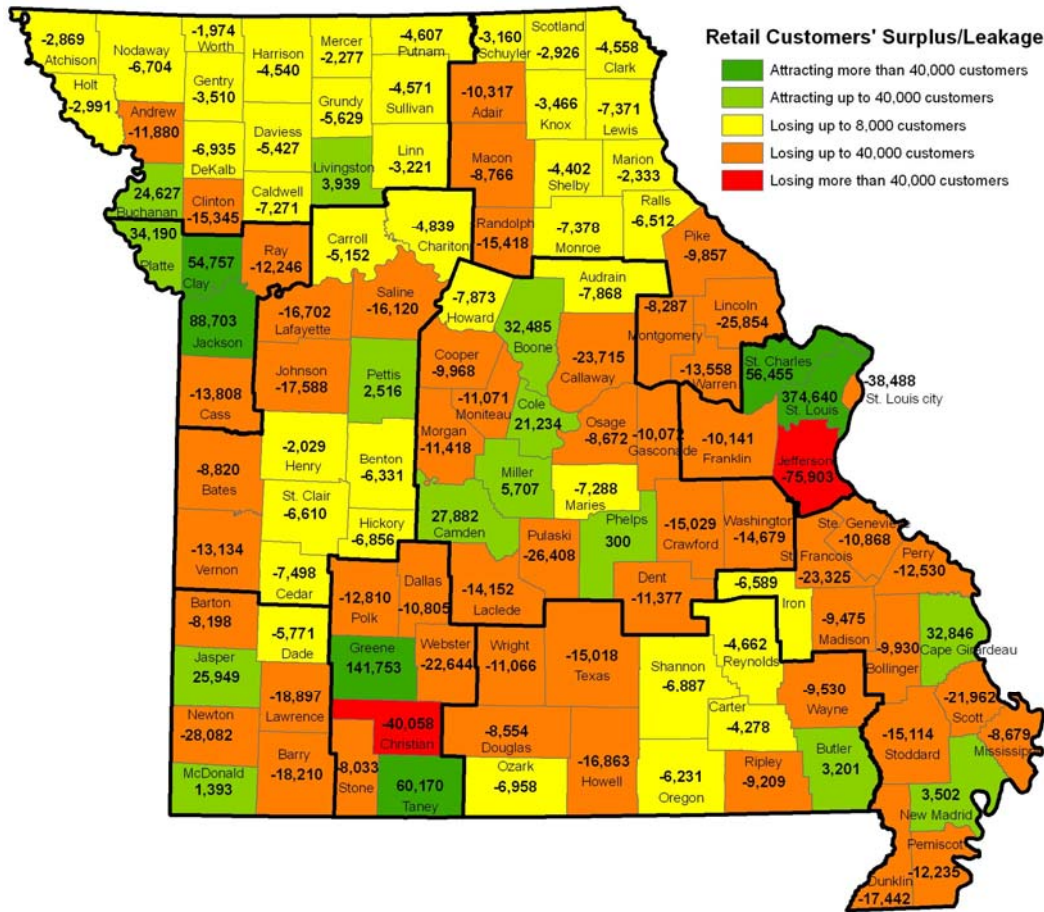 Retail Customers' Surplus/Leakage
Attracting more than 40,000 customers
Attracting up to 40,000 customers
Losing up to 8,000 customers
Losing up to 40,000 customers
Losing more than 40,000 customers
-2,869
Atchison
Nodaway
-6,704
-1,974
Worth
Harrison
-4,540
Mercer
-2,277
-4,607
Putnam
-3,160
Schuyler
Scotland
-2,926
-4,558
Clark
Holt
-2,991
Andrew
-11,880
Gentry
-3,510
Daviess
-5,427
Grundy
-5,629
-4,571
Sullivan
-10,317
Adair
-3,466
Knox
-7,371
Lewis
-6,935
DeKalb
Livingston
3,939
Linn
-3,221
Macon
-8,766
-4,402
Shelby
Marion
-2,333
24,627
Buchanan
Clinton
-15,345
Caldwell
-7,271
Carroll
-5,152
-4,839
Chariton
Randolph
-15,418
-7,378
Monroe
Ralls
-6,512
34,190
Platte
54,757
Clay
Ray
-12,246
Saline
-16,120
-7,873
Howard
Audrain
-7,868
Pike
-9,857
88,703
Jackson
-16,702
Lafayette
32,485
Boone
-23,715
Callaway
-8,287
Montgomery
Lincoln
-25,854
-13,808
Cass
Johnson
-17,588
Pettis
2,516
Cooper
-9,968
-11,071
Moniteau
Cole
21,234
Osage
-8,672
-10,072
Gasconade
-13,558
Warren
St. Charles
56,455
374,640
St. Louis
-38,488
St. Louis city
-8,820
Bates
-2,029
Henry
Benton
-6,331
Morgan
-11,418
Miller
5,707
-7,288
Maries
-10,141
Franklin
Jefferson
-75,903
-13,134
Vernon
St. Clair
-6,610
Hickory
-6,856
27,882
Camden
Pulaski
-26,408
Phelps
300
-15,029
Crawford
Washington
-14,679
Ste. Genevie
-10,868
St. Francois
-23,325
Perry
-12,530
-7,498
Cedar
-12,810
Polk
Dallas
-10,805
-14,152
Laclede
Dent
-11,377
-6,589
Iron
-9,475
Madison
-9,930
Bollinger
32,846
Cape Girardeau
Barton
-8,198
-5,771
Dade
Greene
141,753
Webster
-22,644
Wright
-11,066
-15,018
Texas
Shannon
-6,887
-4,662
Reynolds
-9,530
Wayne
-21,962
Scott
-8,679
Mississippi
Jasper
25,949
-18,897
Lawrence
-40,058
Christian
-8,554
Douglas
Carter
-4,278
Butler
3,201
-15,114
Stoddard
Newton
-28,082
Barry
-18,210
-8,033
Stone
60,170
Taney
Ozark
-6,958
-16,863
Howell
-6,231
Oregon
Ripley
-9,209
3,502
New Madrid
McDonald
1,393
Pemiscot
-12,235
Dunklin
-17,442